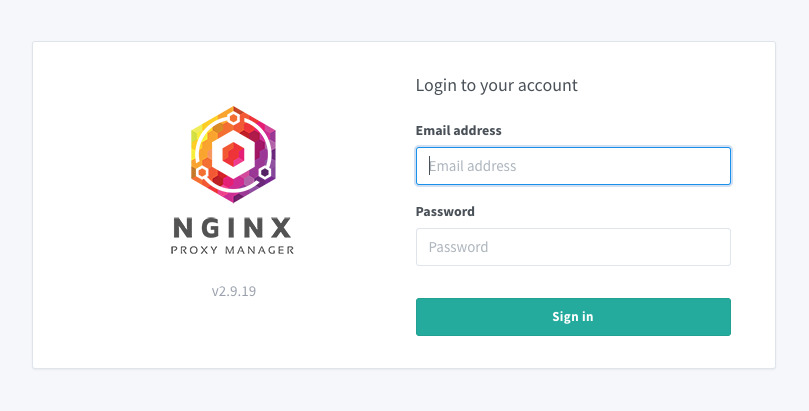 NGINX
PROXY MANAGER
v2.9.19
Login to your account
Email address
Email address
Password
Password
Sign in